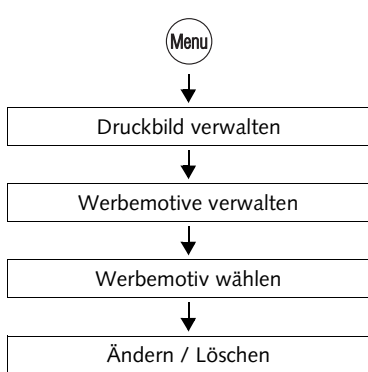 Menu
Druckbild verwalten
Werbemotive verwalten
Werbemotiv wählen
Ändern / Löschen